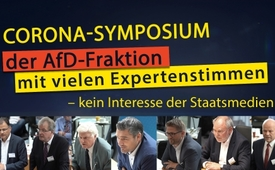 CORONA-SYMPOSIUM
der AfD-Fraktion
mit vielen Expertenstimmen
– kein Interesse der Staatsmedien